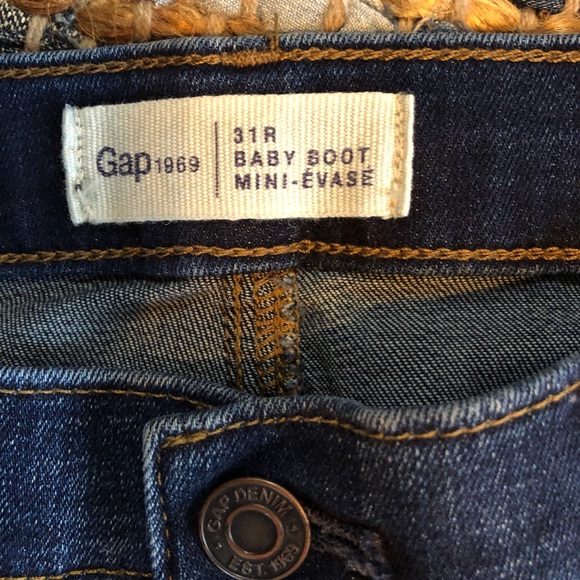 Gap1969
31R
BABY BOOT
MINI-ÉVASÉ
GAP DENIM
EST. 1969